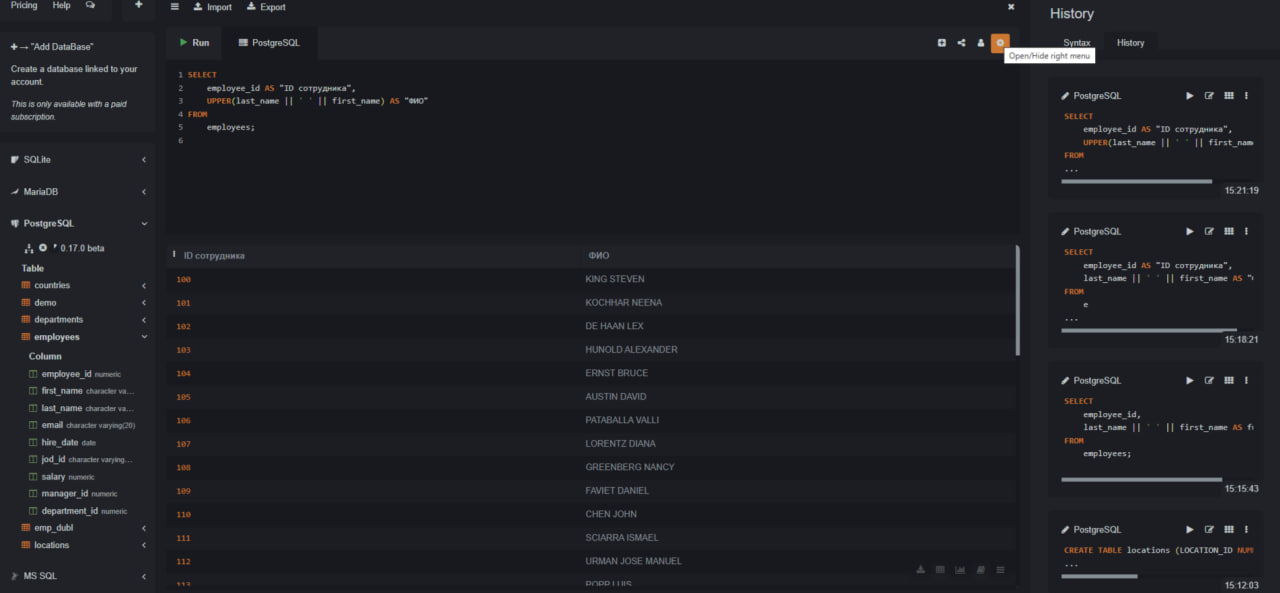 Pricing Help
"Add DataBase"
Create a database linked to your
account.
This is only available with a paid
subscription.
SQLite
MariaDB
PostgreSQL
0.17.0 beta
Table
countries
demo
departments
employees
Column
employee_id numeric
first_name character va...
last_name character va...
email character varying(20)
hire_date date
jod_id character varying...
salary numeric
manager_id numeric
department_id numeric
emp_dubl
locations
MS SQL
Import Export
Run PostgreSQL
1 SELECT
2 employee_id AS "ID сотрудника",
3 UPPER(last_name || ' ' || first_name) AS "ФИО"
4 FROM
5 employees;
6
ID сотрудника ФИО
100 KING STEVEN
101 KOCHHAR NEENA
102 DE HAAN LEX
103 HUNOLD ALEXANDER
104 ERNST BRUCE
105 AUSTIN DAVID
106 PATABALLA VALLI
107 LORENTZ DIANA
108 GREENBERG NANCY
109 FAVIET DANIEL
110 CHEN JOHN
111 SCIARRA ISMAEL
112 URMAN JOSE MANUEL
113 POPP LUIS
History
Syntax History
Open/Hide right menu
PostgreSQL
SELECT
employee_id AS "ID сотрудника",
UPPER(last_name || ' ' || first_name
FROM
...
15:21:19
PostgreSQL
SELECT
employee_id AS "ID сотрудника",
last_name || ' ' || first_name AS "
FROM
e
...
15:18:21
PostgreSQL
SELECT
employee_id,
last_name || ' ' || first_name AS fu
FROM
employees;
15:15:43
PostgreSQL
CREATE TABLE locations (LOCATION_ID NUM
...
15:12:03